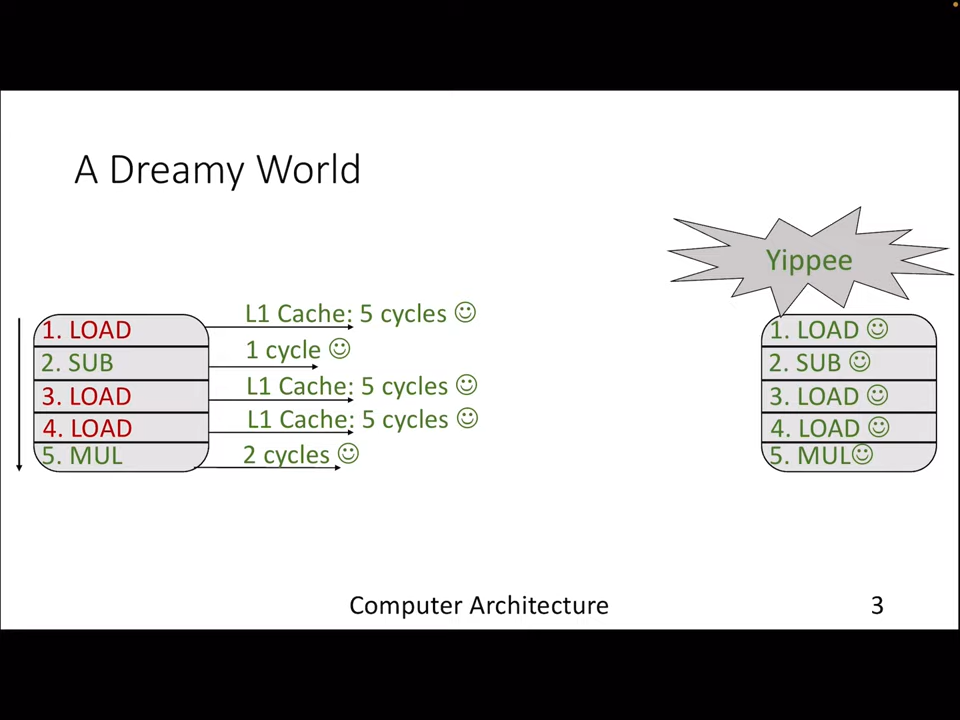 A Dreamy World
Yippee
1. LOAD
2. SUB
3. LOAD
4. LOAD
5. MUL
L1 Cache: 5 cycles ☺
1 cycle ☺
L1 Cache: 5 cycles ☺
L1 Cache: 5 cycles ☺
2 cycles ☺
1. LOAD ☺
2. SUB ☺
3. LOAD ☺
4. LOAD ☺
5. MUL☺
Computer Architecture
3